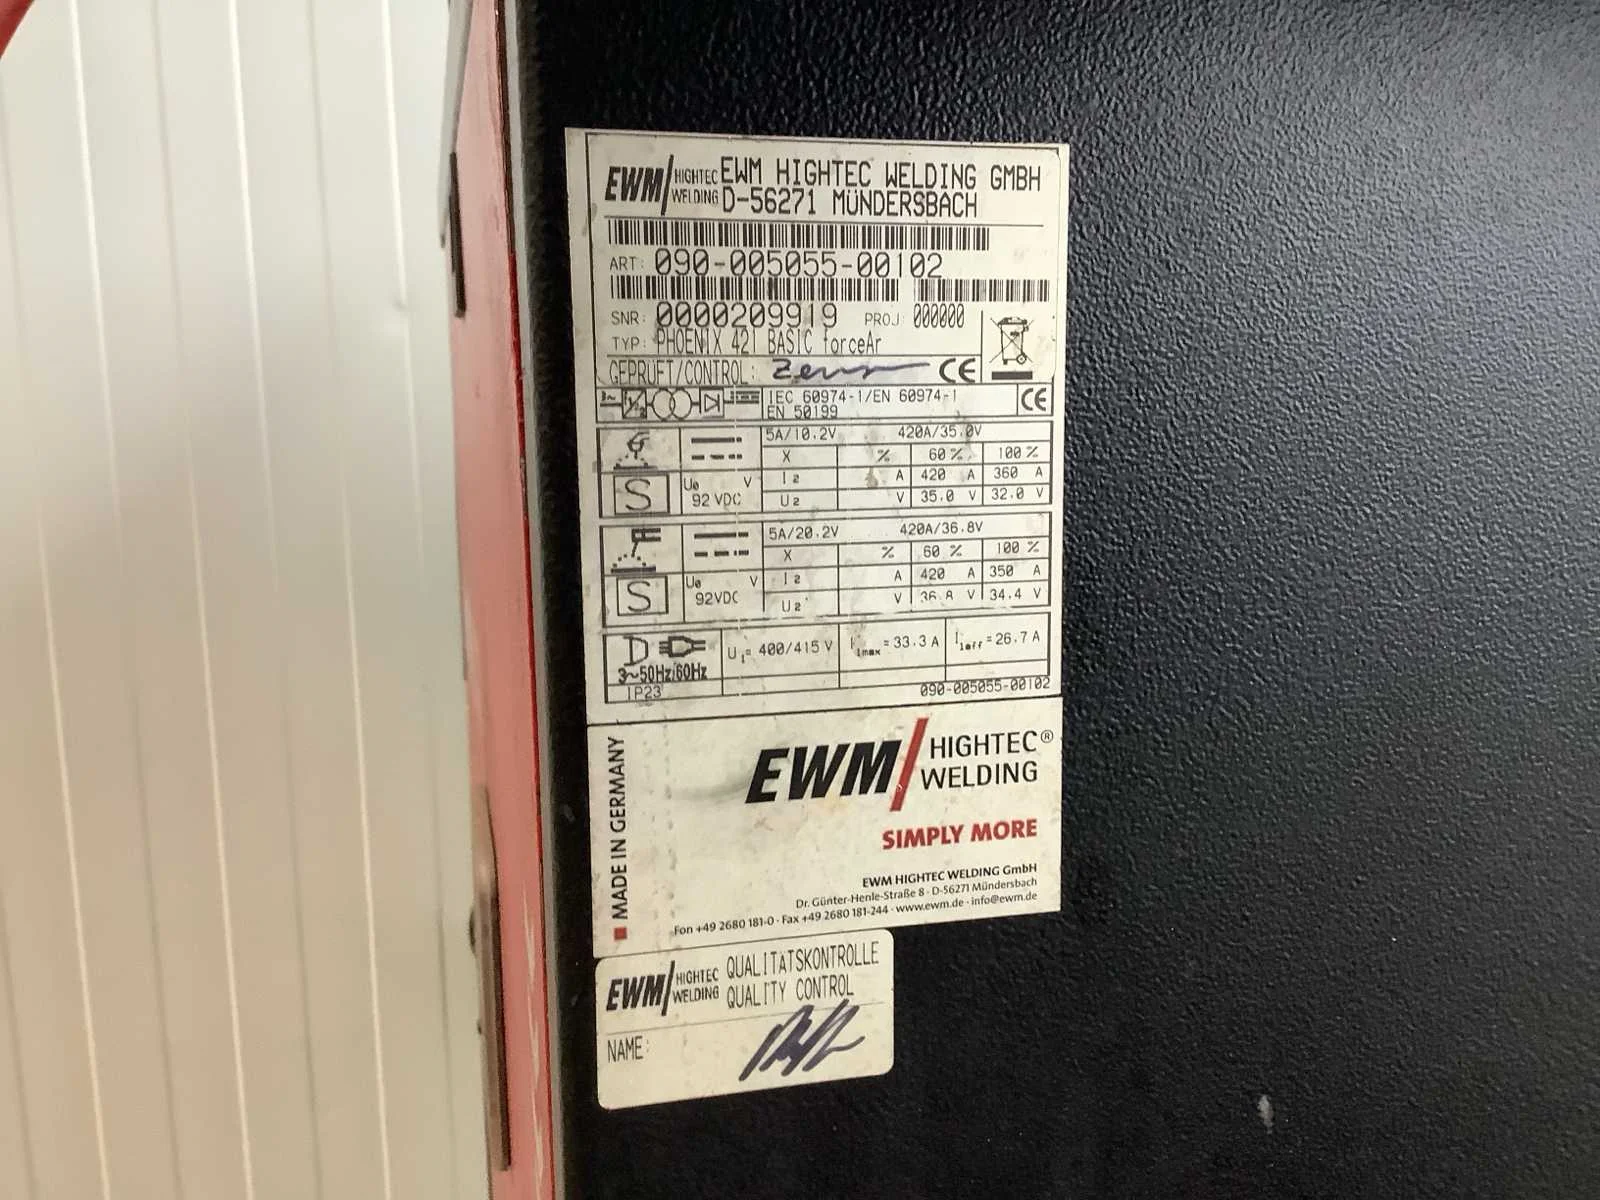 EWM HIGHTEC WELDING EWM HIGHTEC WELDING GMBH
D-56271 MÜNDERSBACH
ART: 090-005055-00102
SNR: 0000209919 PROJ: 000000
TYP: PHOENIX 421 BASIC forceAr
GEPRÜFT/CONTROL: CE
3~ IEC 60974-1/EN 60974-1 CE
EN 50199
5A/10.2V 420A/35.0V
X % 60 % 100 %
I2 A 420 A 360 A
S U0 V 92 VDC U2 V 35.0 V 32.0 V
5A/20.2V 420A/36.8V
X % 60 % 100 %
I2 A 420 A 350 A
S U0 V 92VDC U2 V 36.8 V 34.4 V
U1= 400/415 V I1max = 33.3 A I1eff = 26.7 A
3~50Hz/60Hz
IP23 090-005055-00102
MADE IN GERMANY
EWM HIGHTEC®
WELDING
SIMPLY MORE
EWM HIGHTEC WELDING GmbH
Dr. Günter-Henle-Straße 8 · D-56271 Mündersbach
Fon +49 2680 181-0 · Fax +49 2680 181-244 · www.ewm.de · info@ewm.de
EWM HIGHTEC WELDING QUALITÄTSKONTROLLE
QUALITY CONTROL
NAME: